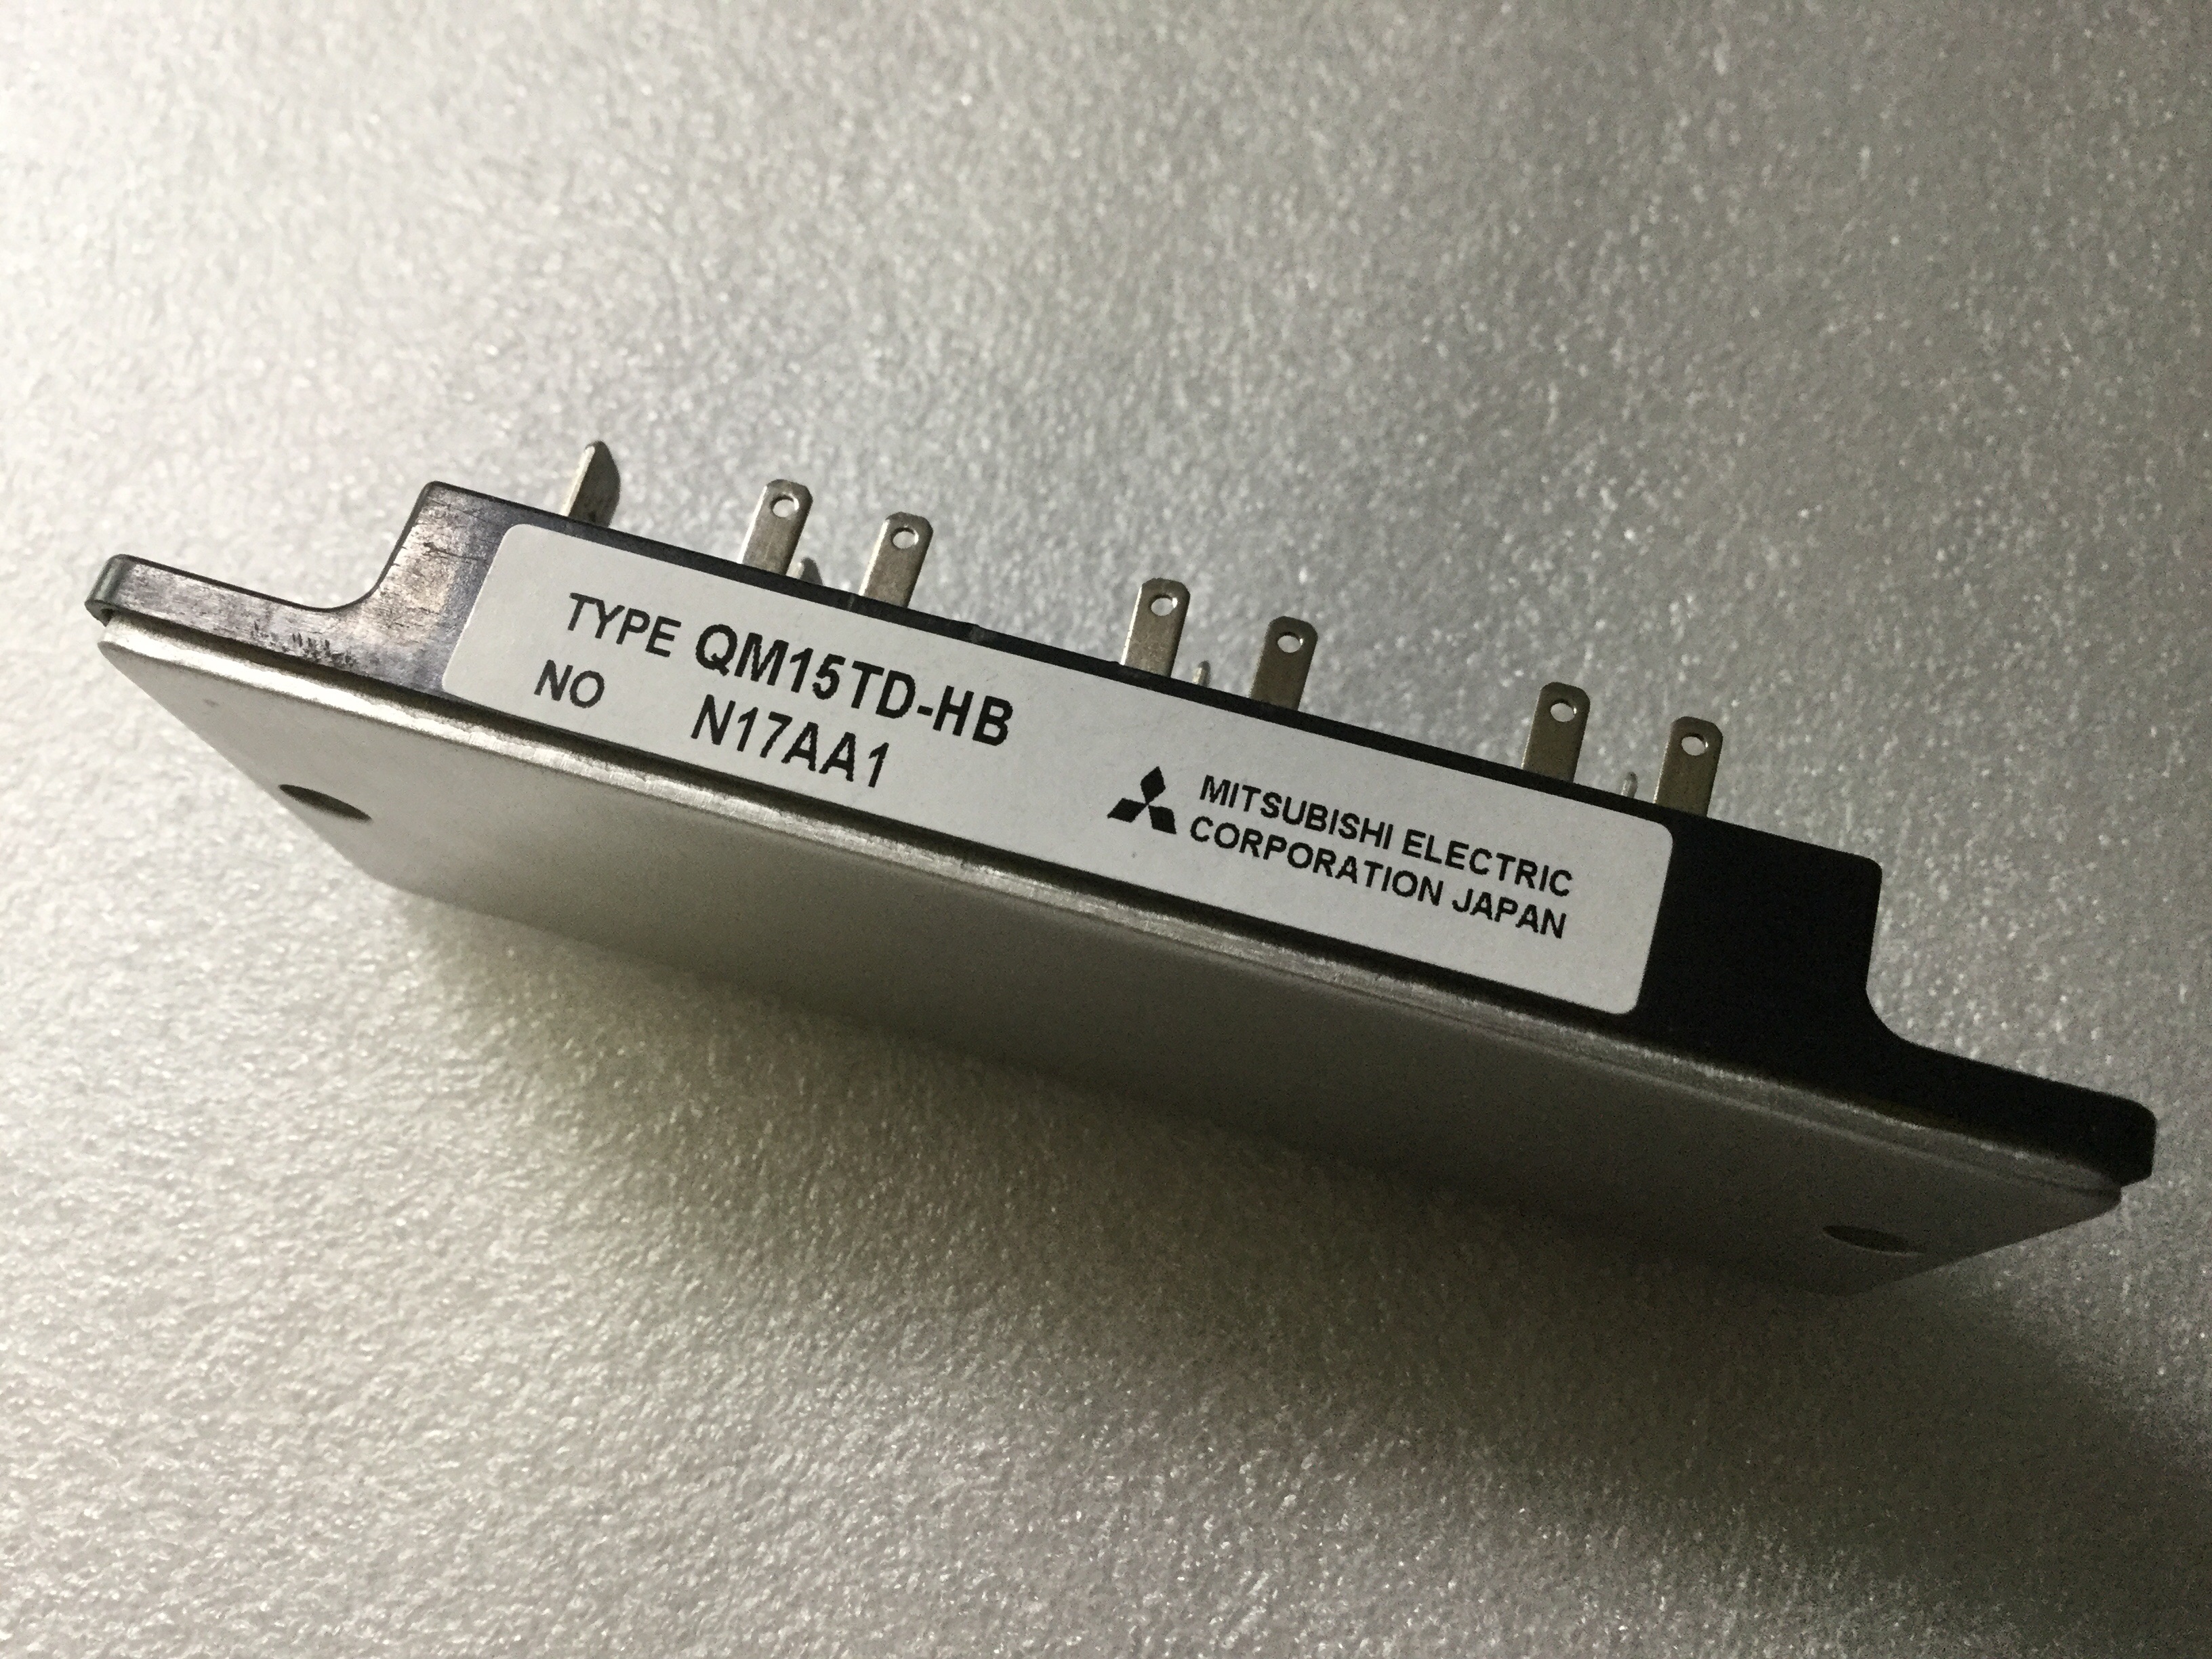 TYPE QM15TD-HB
NO N17AA1
MITSUBISHI ELECTRIC
CORPORATION JAPAN